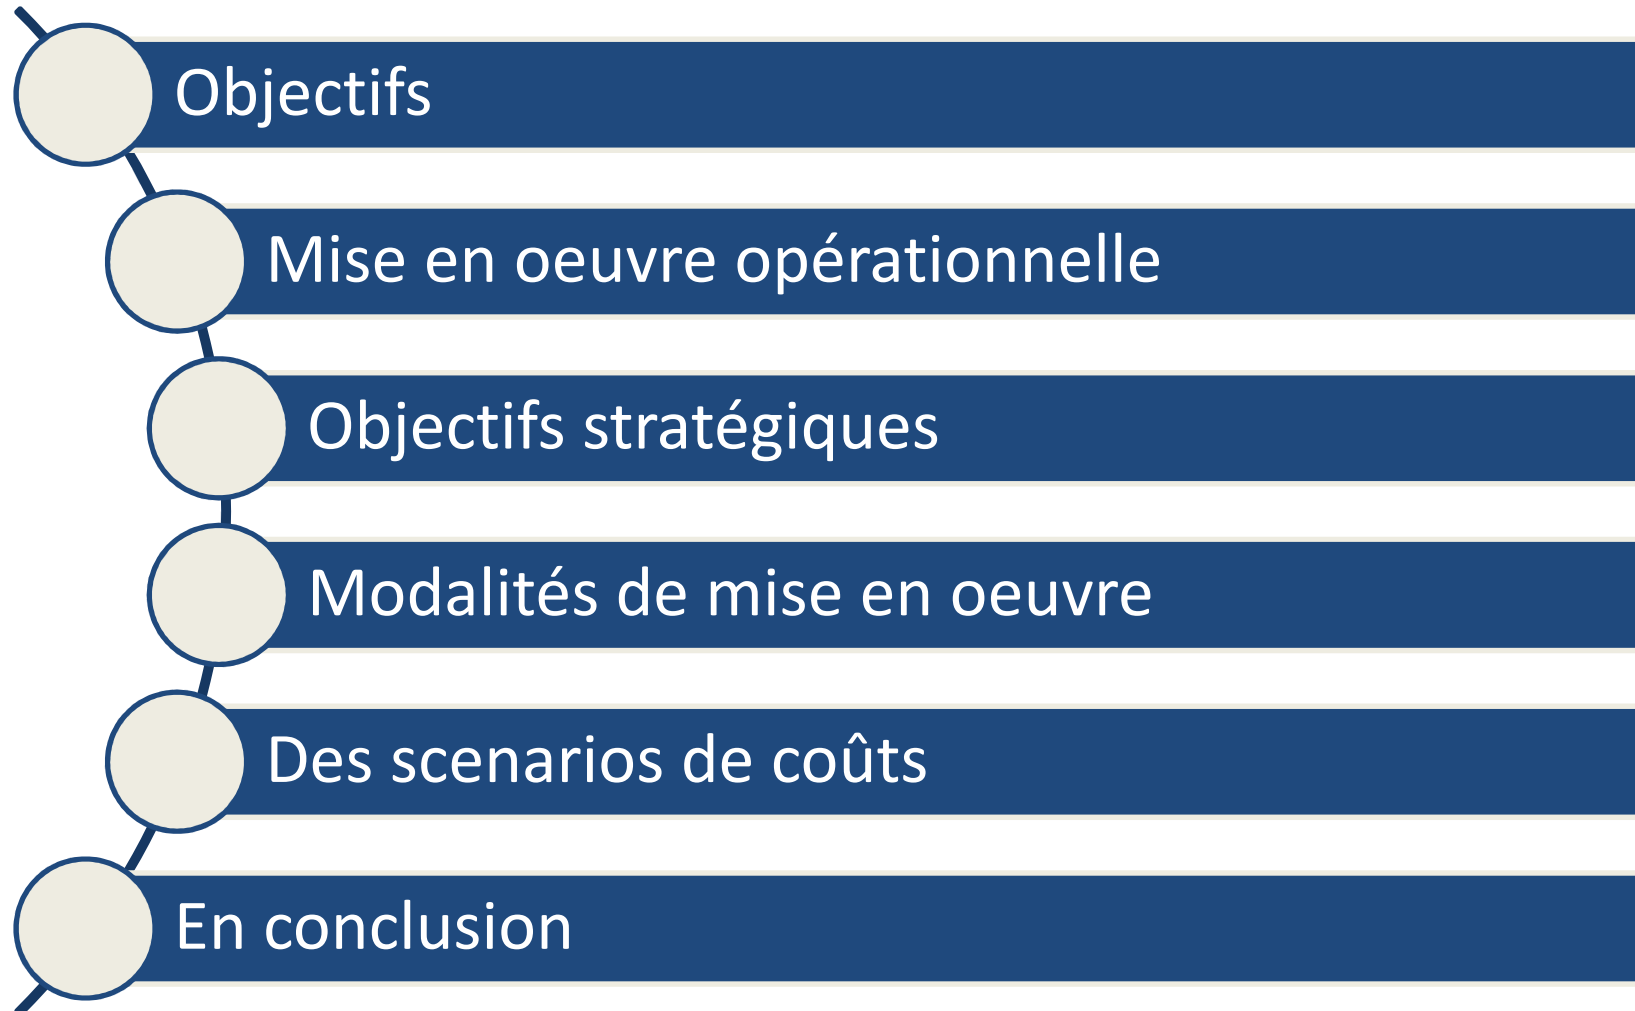 Objectifs
Mise en oeuvre opérationnelle
Objectifs stratégiques
Modalités de mise en oeuvre
Des scenarios de coûts
En conclusion